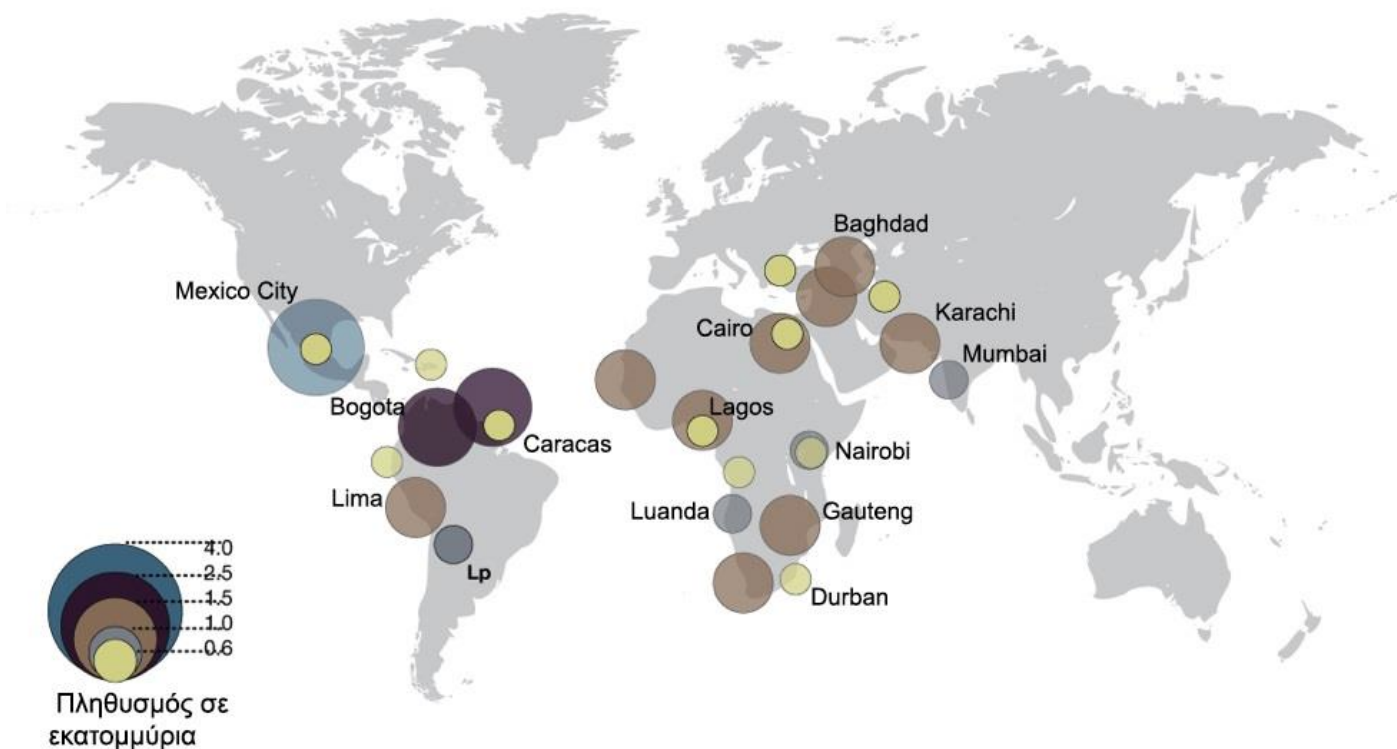 Baghdad
Mexico City
Karachi
Cairo
Mumbai
Bogota
Lagos
Caracas
Nairobi
Lima
Luanda
Gauteng
Lp
Durban
4.0
2.5
1.5
1.0
0.6
Πληθυσμός σε
εκατομμύρια